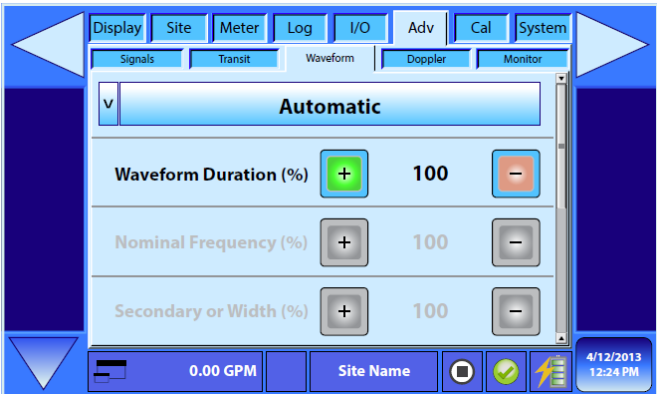 Display Site Meter Log I/O Adv Cal System
Signals Transit Waveform Doppler Monitor
v Automatic
Waveform Duration (%) + 100 −
Nominal Frequency (%) + 100 −
Secondary or Width (%) + 100 −
0.00 GPM Site Name
4/12/2013
12:24 PM